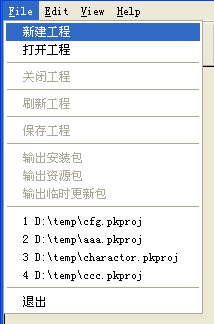 File Edit View Help
新建工程
打开工程
关闭工程
刷新工程
保存工程
输出安装包
输出资源包
输出临时更新包
1 D:\temp\cfg.pkproj
2 D:\temp\aaa.pkproj
3 D:\temp\charactor.pkproj
4 D:\temp\ccc.pkproj
退出